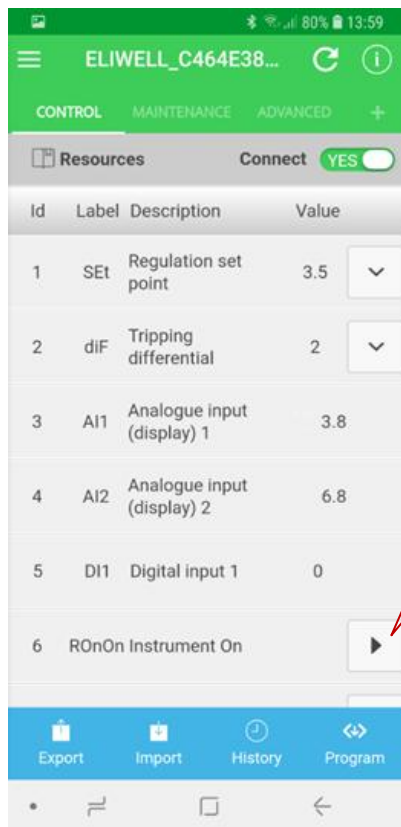 80% 13:59
ELIWELL_C464E38...
CONTROL MAINTENANCE ADVANCED +
Resources Connect YES
Id Label Description Value
1 SEt Regulation set point 3.5
2 diF Tripping differential 2
3 AI1 Analogue input (display) 1 3.8
4 AI2 Analogue input (display) 2 6.8
5 DI1 Digital input 1 0
6 ROnOn Instrument On
Export Import History Program